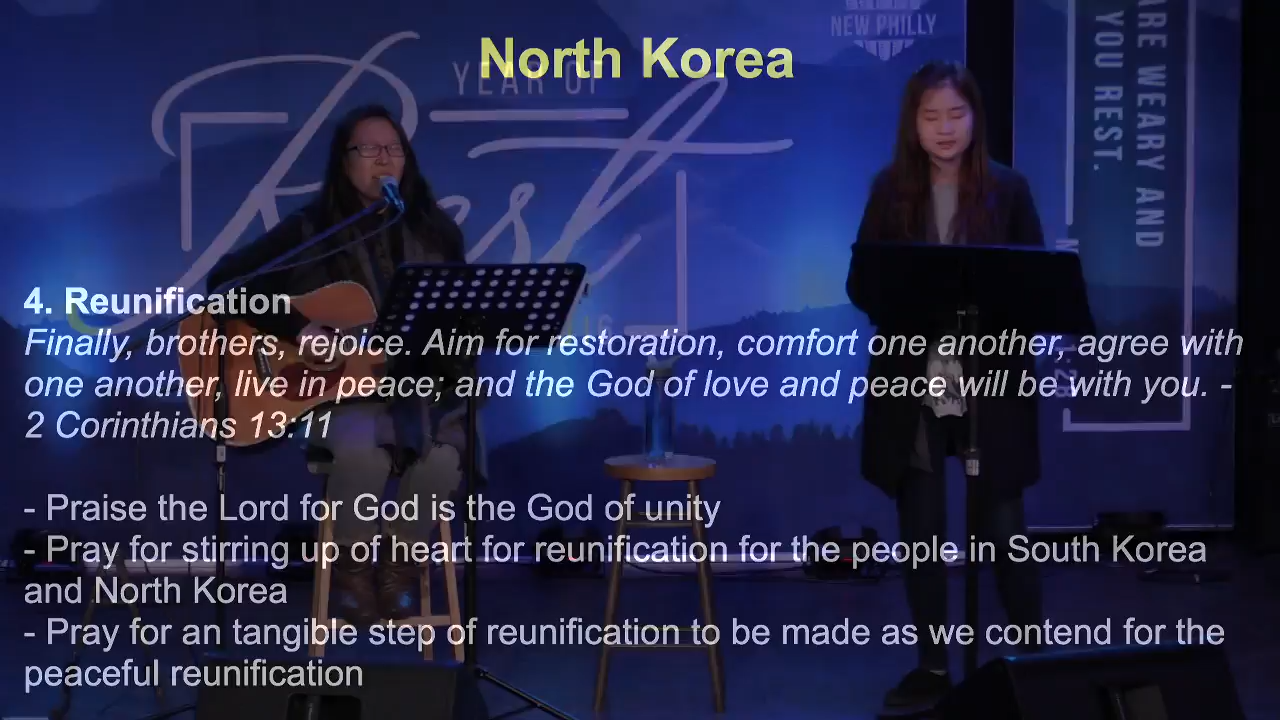 NEW PHILLY
North Korea
YEAR OF
Rest
ARE WEARY AND
YOU REST.
4. Reunification
Finally, brothers, rejoice. Aim for restoration, comfort one another, agree with
one another, live in peace; and the God of love and peace will be with you. -
2 Corinthians 13:11
- Praise the Lord for God is the God of unity
- Pray for stirring up of heart for reunification for the people in South Korea
and North Korea
- Pray for an tangible step of reunification to be made as we contend for the
peaceful reunification